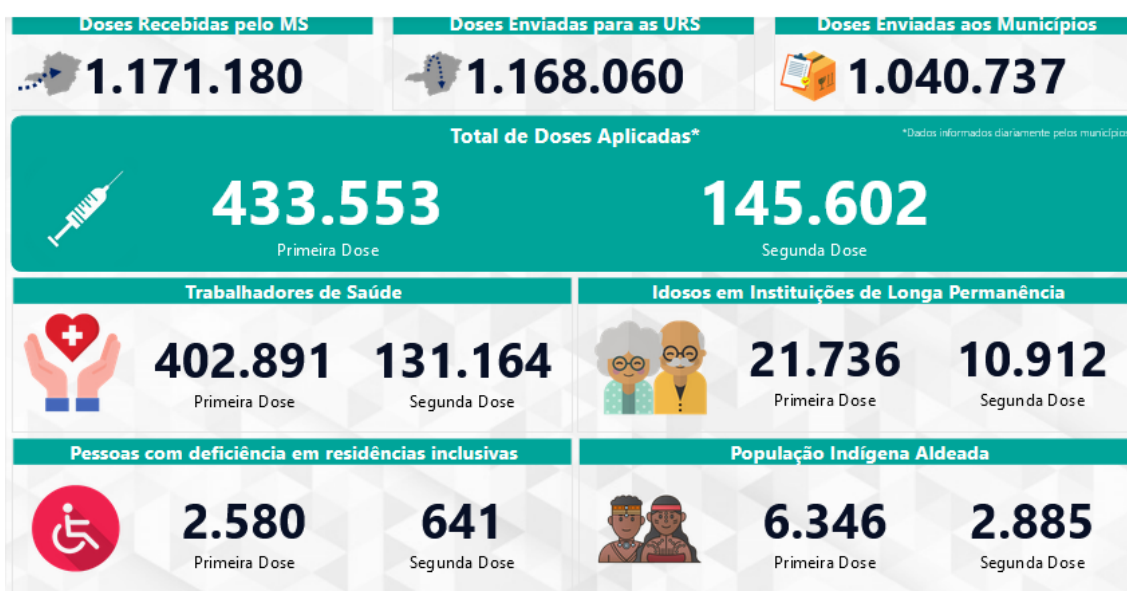 Doses Recebidas pelo MS
1.171.180
Doses Enviadas para as URS
1.168.060
Doses Enviadas aos Municípios
1.040.737
Total de Doses Aplicadas*
*Dados informados diariamente pelos municípios
433.553
Primeira Dose
145.602
Segunda Dose
Trabalhadores de Saúde
402.891
Primeira Dose
131.164
Segunda Dose
Idosos em Instituições de Longa Permanência
21.736
Primeira Dose
10.912
Segunda Dose
Pessoas com deficiência em residências inclusivas
2.580
Primeira Dose
641
Segunda Dose
População Indígena Aldeada
6.346
Primeira Dose
2.885
Segunda Dose